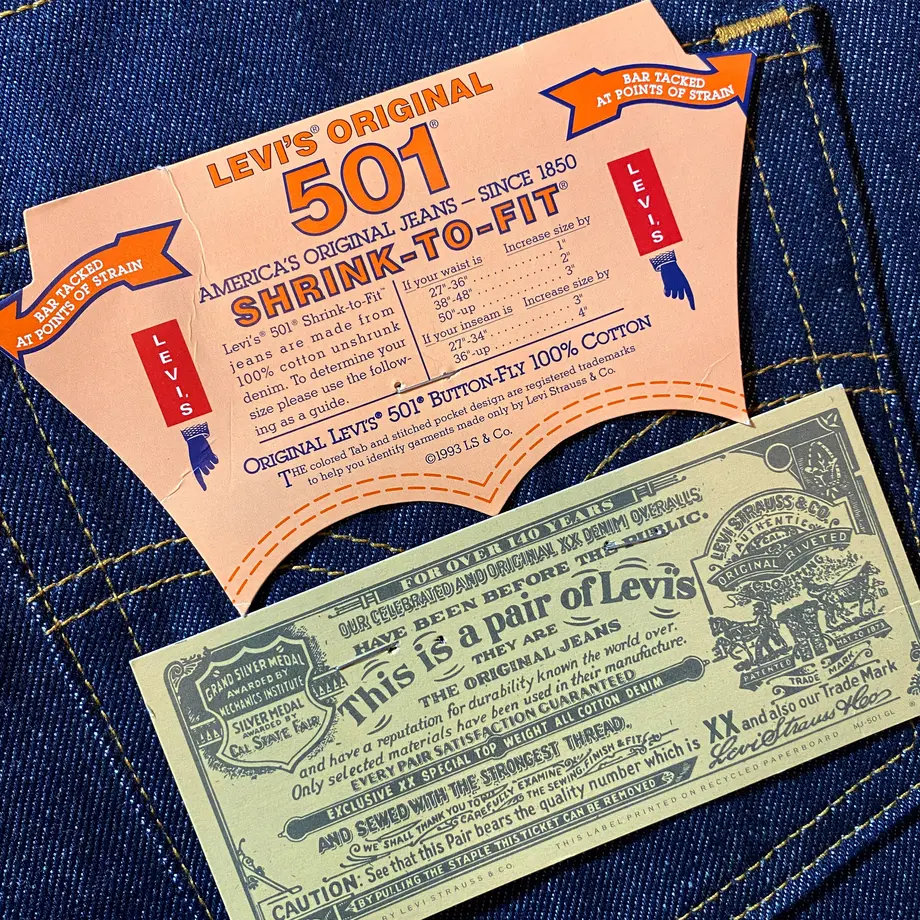 LEVI'S® ORIGINAL
501®
AMERICA'S ORIGINAL JEANS – SINCE 1850
SHRINK-TO-FIT®
BAR TACKED
AT POINTS OF STRAIN
BAR TACKED
AT POINTS OF STRAIN
LEVI'S
LEVI'S
Levi's® 501® Shrink-to-Fit™
jeans are made from
100% cotton unshrunk
denim. To determine your
size please use the follow-
ing as a guide.
If your waist is Increase size by
27"-36" . . . . . . . . . . 1"
38"-48" . . . . . . . . . . 2"
50"-up . . . . . . . . . . 3"
If your inseam is Increase size by
27"-34" . . . . . . . . . . 3"
36"-up . . . . . . . . . . 4"
ORIGINAL LEVI'S® 501® BUTTON-FLY 100% COTTON
THE colored Tab and stitched pocket design are registered trademarks
to help you identify garments made only by Levi Strauss & Co.
©1993 LS & Co.
FOR OVER 140 YEARS
OUR CELEBRATED AND ORIGINAL XX DENIM OVERALLS
HAVE BEEN BEFORE THE PUBLIC.
This is a pair of Levi's
THEY ARE
THE ORIGINAL JEANS
and have a reputation for durability known the world over.
Only selected materials have been used in their manufacture.
EVERY PAIR SATISFACTION GUARANTEED
EXCLUSIVE XX SPECIAL TOP WEIGHT ALL COTTON DENIM
AND SEWED WITH THE STRONGEST THREAD.
WE SHALL THANK YOU TO CAREFULLY EXAMINE THE SEWING, FINISH & FIT
CAUTION: See that this Pair bears the quality number which is XX and also our Trade Mark
BY PULLING THE STAPLE THIS TICKET CAN BE REMOVED
Levi Strauss & Co
BY LEVI STRAUSS & CO.
THIS LABEL PRINTED ON RECYCLED PAPERBOARD
MJ-501-GL
GRAND SILVER MEDAL
AWARDED BY
MECHANICS INSTITUTE
SILVER MEDAL
AWARDED BY
CAL STATE FAIR
LEVI STRAUSS & CO.
AUTHENTIC
CAL.
ORIGINAL RIVETED
CLOTHING
PATENTED
MAY 20 1873
TRADE MARK